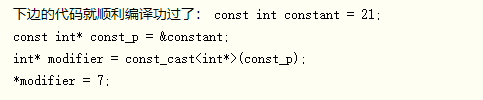 下边的代码就顺利编译功过了： const int constant = 21;
const int* const_p = &constant;
int* modifier = const_cast<int*>(const_p);
*modifier = 7;